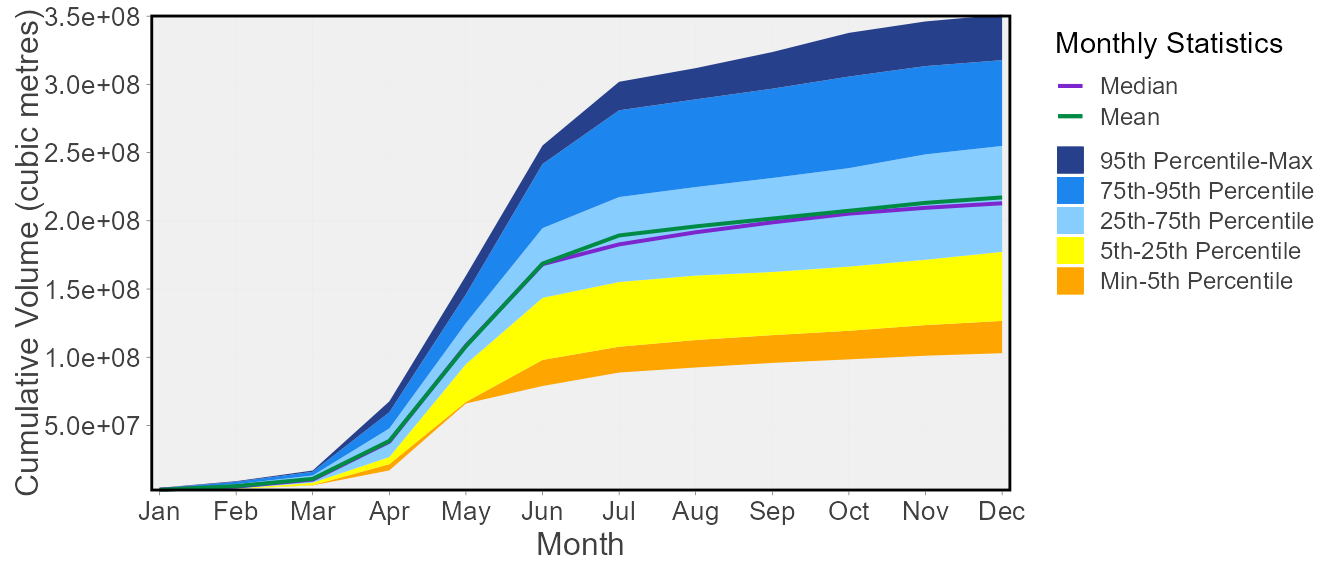 Cumulative Volume (cubic metres)
3.5e+08
3.0e+08
2.5e+08
2.0e+08
1.5e+08
1.0e+08
5.0e+07
Jan Feb Mar Apr May Jun Jul Aug Sep Oct Nov Dec
Month
Monthly Statistics
Median
Mean
95th Percentile-Max
75th-95th Percentile
25th-75th Percentile
5th-25th Percentile
Min-5th Percentile